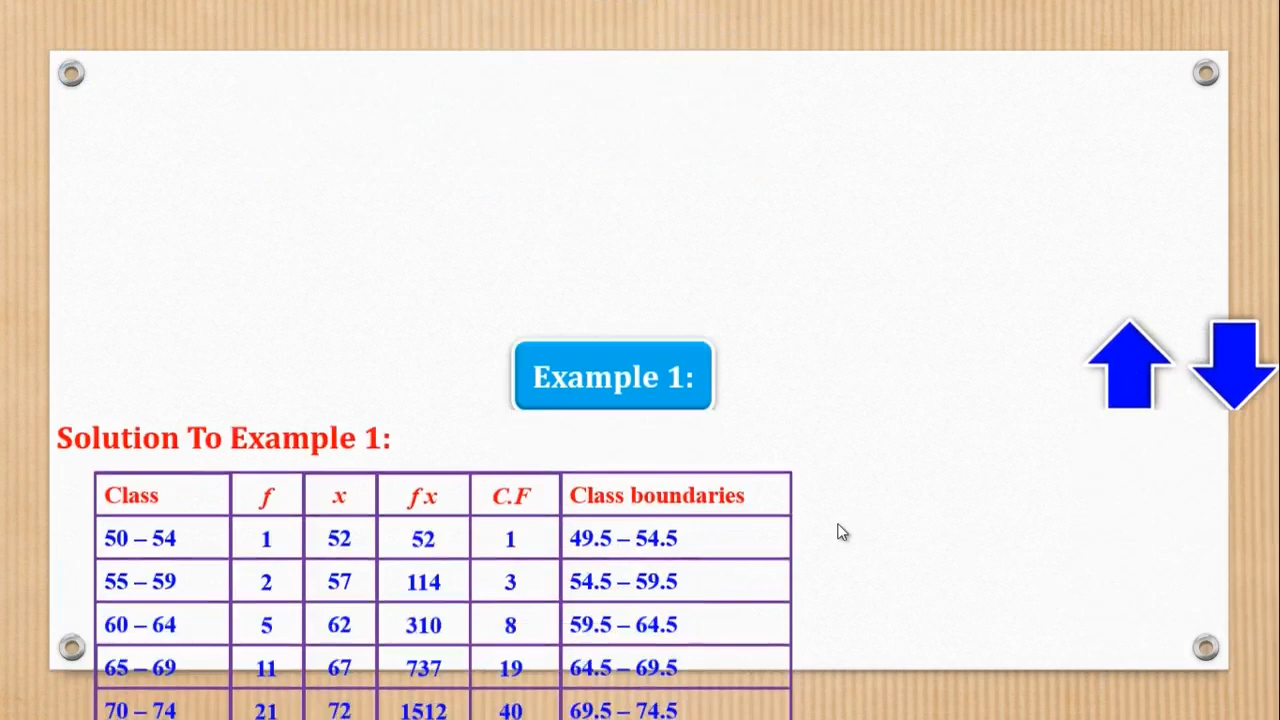 Example 1:
Solution To Example 1:
Class f x fx C.F Class boundaries
50 – 54 1 52 52 1 49.5 – 54.5
55 – 59 2 57 114 3 54.5 – 59.5
60 – 64 5 62 310 8 59.5 – 64.5
65 – 69 11 67 737 19 64.5 – 69.5
70 – 74 21 72 1512 40 69.5 – 74.5